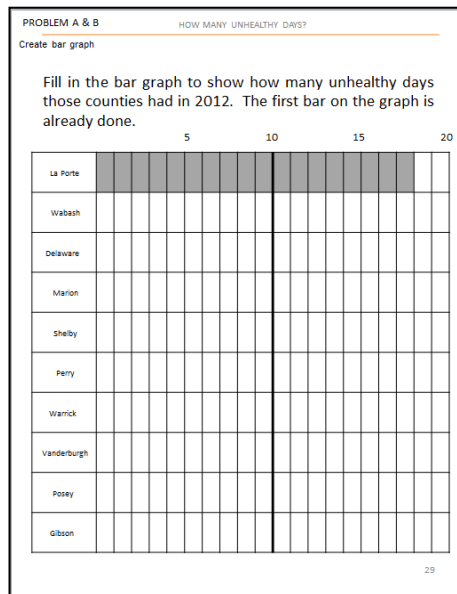 PROBLEM A & B
HOW MANY UNHEALTHY DAYS?
Create bar graph
Fill in the bar graph to show how many unhealthy days
those counties had in 2012. The first bar on the graph is
already done.
5 10 15 20
La Porte
Wabash
Delaware
Marion
Shelby
Perry
Warrick
Vanderburgh
Posey
Gibson
29